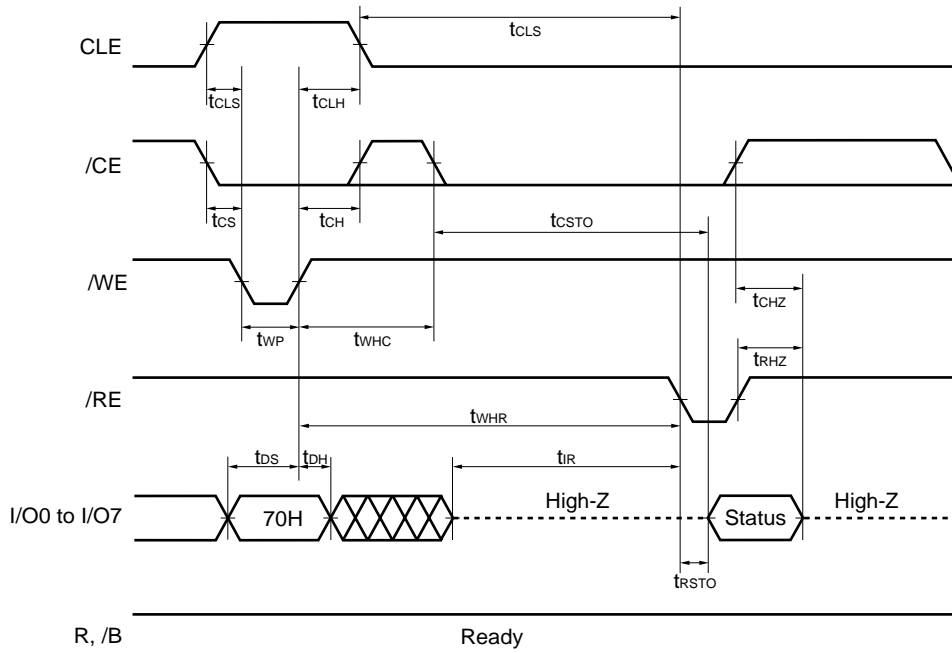 tCLS
CLE
tCLS
tCLH
/CE
tCS
tCH
tCSTO
/WE
tCHZ
tWP
tWHC
tRHZ
/RE
tWHR
tDS
tDH
tIR
I/O0 to I/O7
70H
High-Z
Status
High-Z
tRSTO
R, /B
Ready